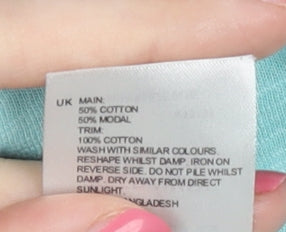 UK MAIN:
50% COTTON
50% MODAL
TRIM:
100% COTTON
WASH WITH SIMILAR COLOURS.
RESHAPE WHILST DAMP. IRON ON
REVERSE SIDE. DO NOT PILE WHILST
DAMP. DRY AWAY FROM DIRECT
SUNLIGHT